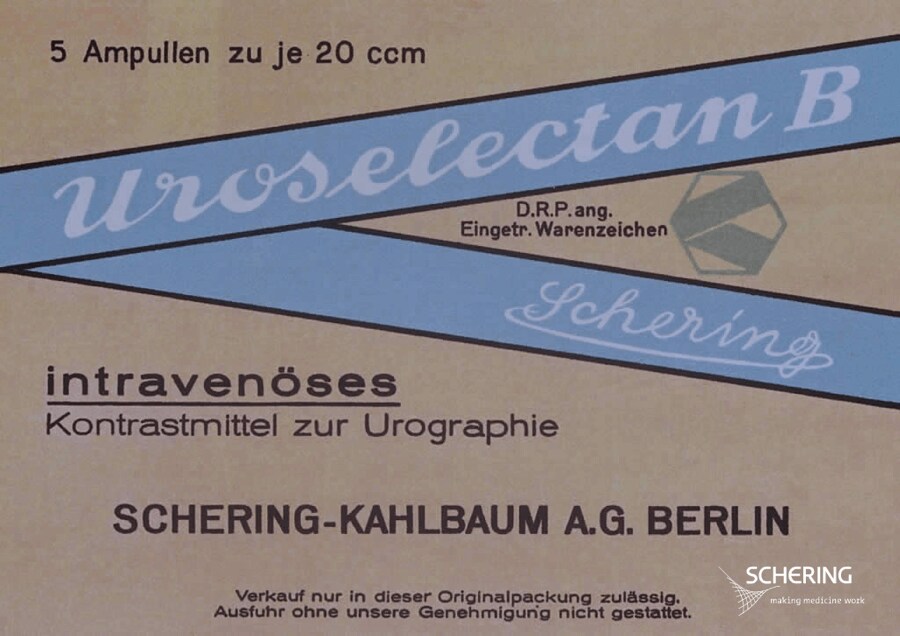 5 Ampullen zu je 20 ccm
Uroselectan B
D.R.P. ang.
Eingetr. Warenzeichen
Schering
intravenöses
Kontrastmittel zur Urographie
SCHERING-KAHLBAUM A.G. BERLIN
Verkauf nur in dieser Originalpackung zulässig.
Ausfuhr ohne unsere Genehmigung nicht gestattet.
SCHERING
making medicine work